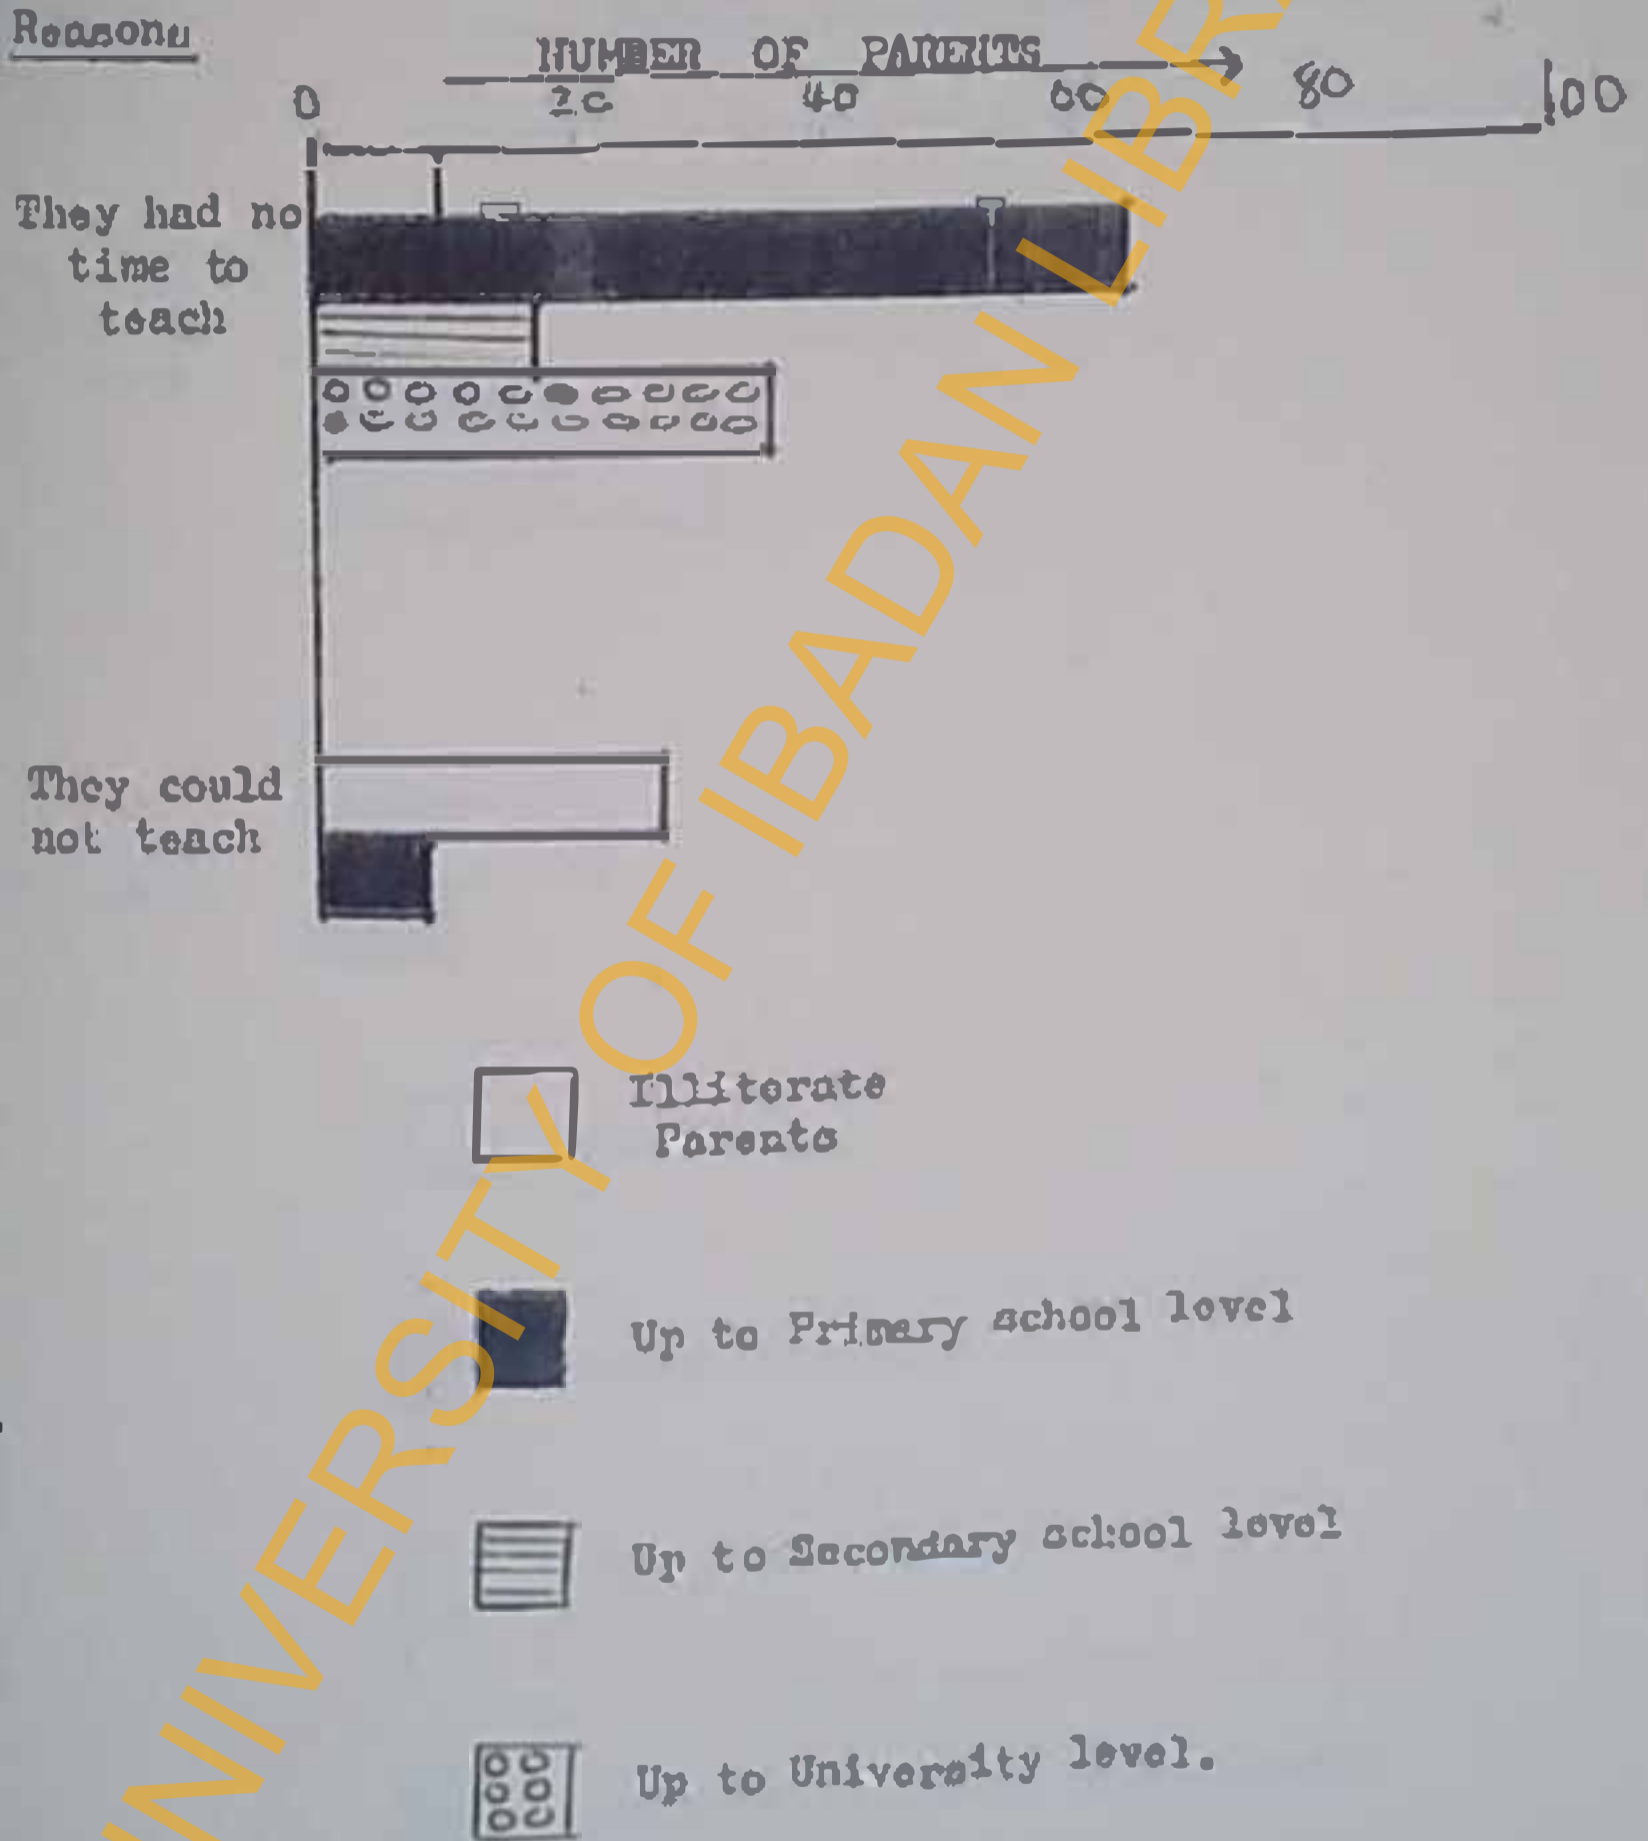 Reasons
NUMBER OF PARENTS
0 20 40 60 80 100
They had no
time to
teach
They could
not teach
Illiterate
Parents
Up to Primary school level
Up to Secondary school level
Up to University level.
UNIVERSITY OF IBADAN LIBR